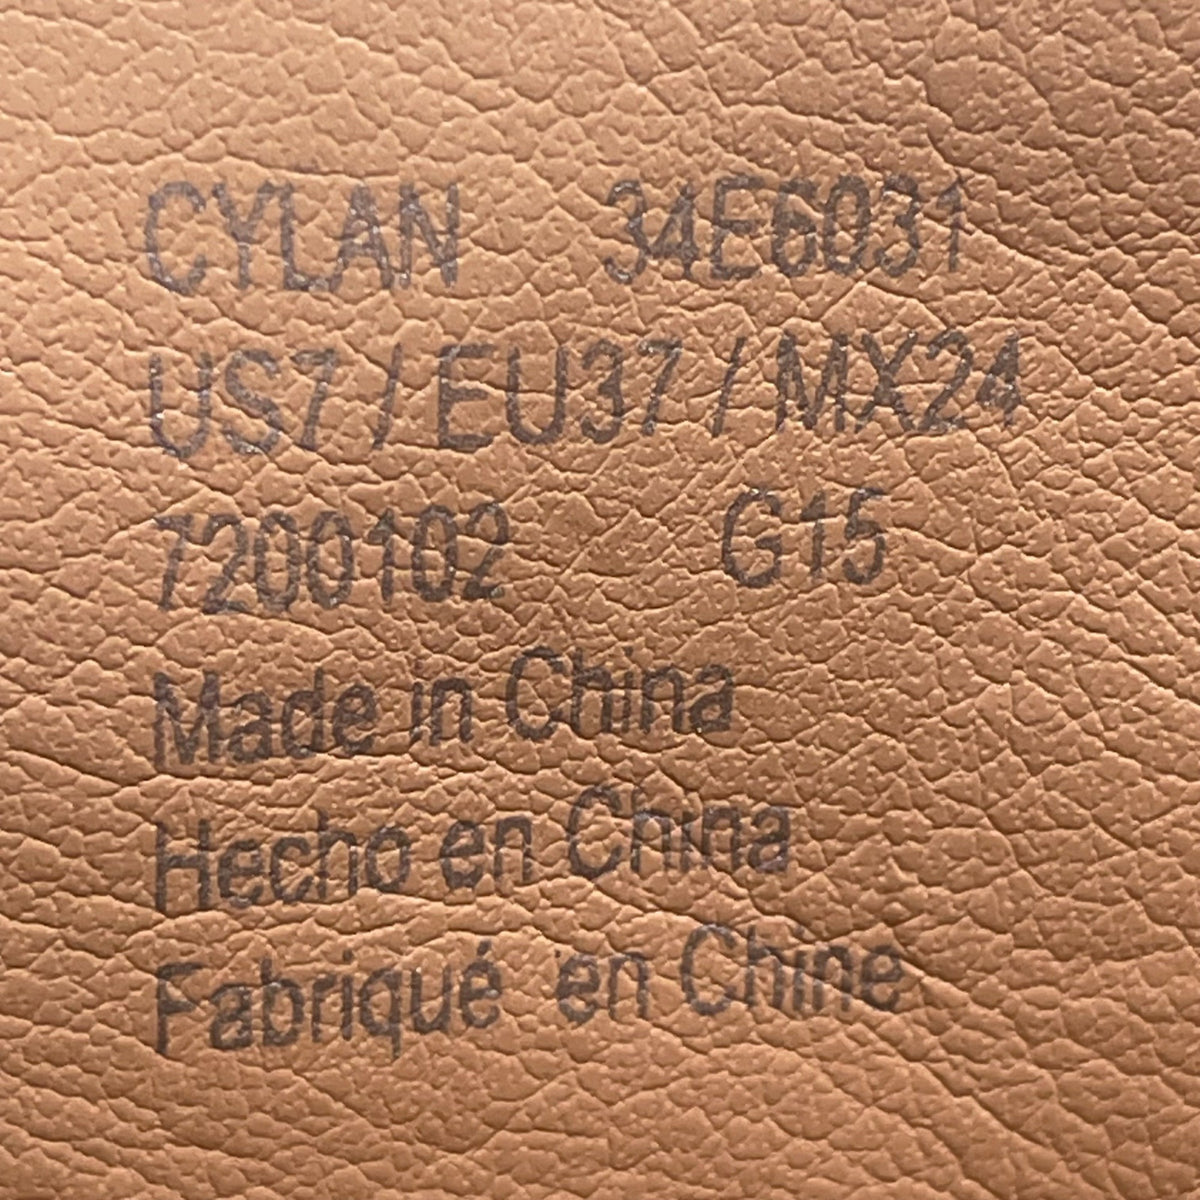 CYLAN 34E6031
US7 / EU37 / MX24
7200102 G15
Made in China
Hecho en China
Fabriqué en Chine